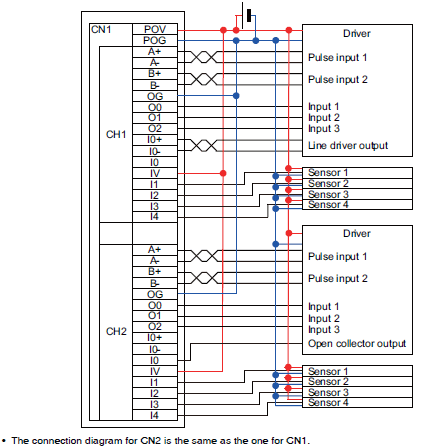 CN1
POV
POG
CH1
A+
A-
B+
B-
OG
O0
O1
O2
I0+
I0-
I0
IV
I1
I2
I3
I4
Driver
Pulse input 1
Pulse input 2
Input 1
Input 2
Input 3
Line driver output
Sensor 1
Sensor 2
Sensor 3
Sensor 4
CH2
A+
A-
B+
B-
OG
O0
O1
O2
I0+
I0-
I0
IV
I1
I2
I3
I4
Driver
Pulse input 1
Pulse input 2
Input 1
Input 2
Input 3
Open collector output
Sensor 1
Sensor 2
Sensor 3
Sensor 4
• The connection diagram for CN2 is the same as the one for CN1.